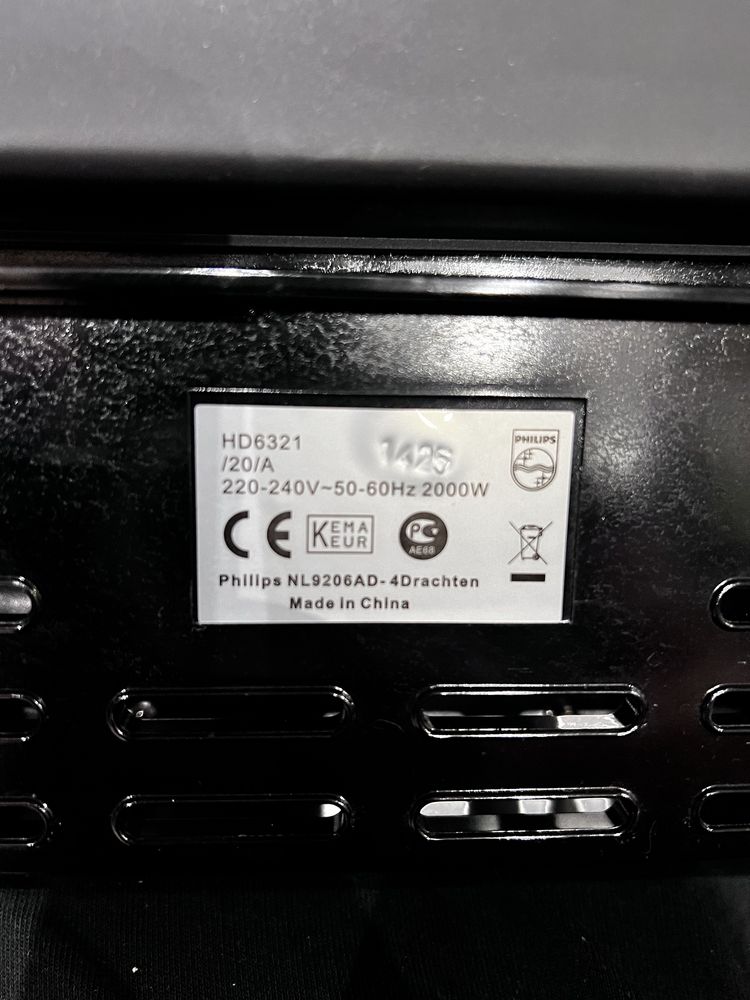 HD6321
1425
PHILIPS
/20/A
220-240V~50-60Hz 2000W
CE
KEMA
KEUR
PC
AE68
Philips NL9206AD-4Drachten
Made in China